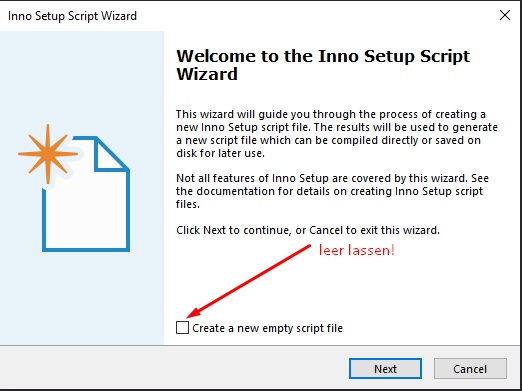 Inno Setup Script Wizard
Welcome to the Inno Setup Script
Wizard
This wizard will guide you through the process of creating a
new Inno Setup script file. The results will be used to generate
a new script file which can be compiled directly or saved on
disk for later use.
Not all features of Inno Setup are covered by this wizard. See
the documentation for details on creating Inno Setup script
files.
Click Next to continue, or Cancel to exit this wizard.
leer lassen!
Create a new empty script file
Next
Cancel